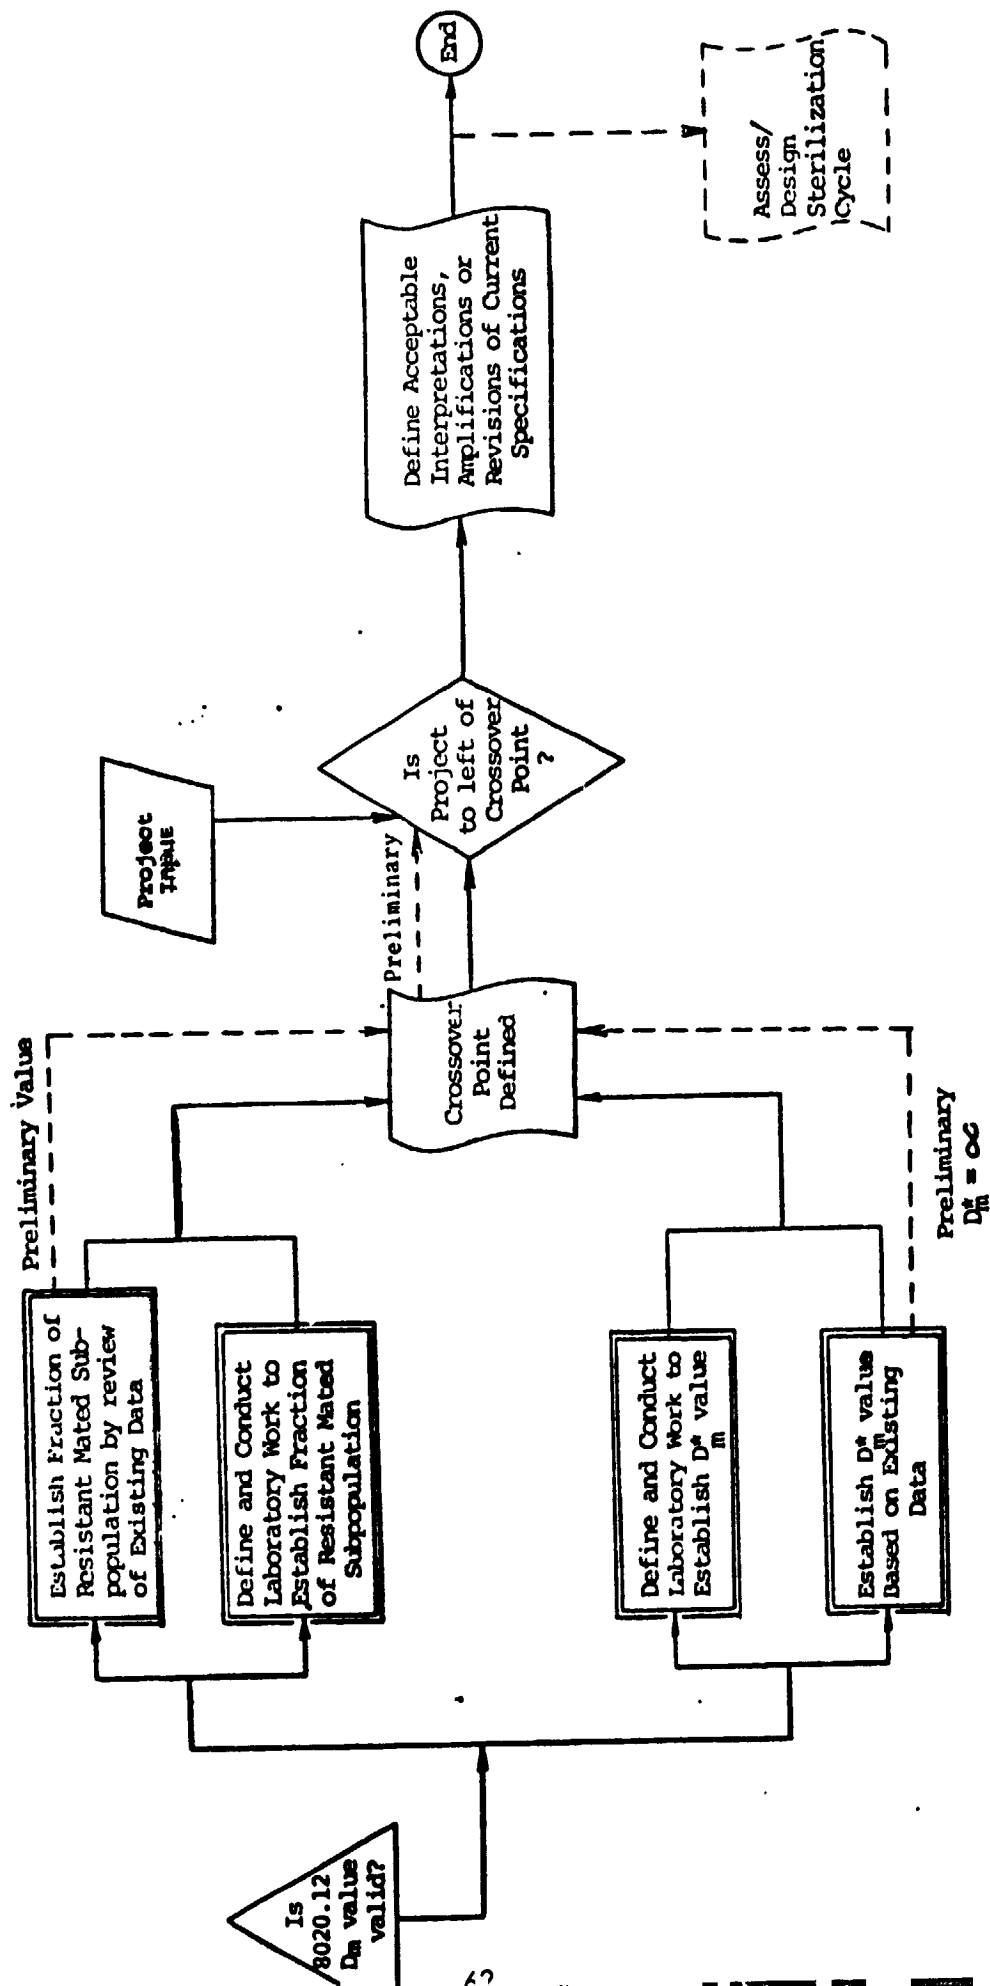 Is
8020.12
Dm value
valid?
Establish Fraction of
Resistant Mated Sub-
population by review
of Existing Data
Define and Conduct
Laboratory Work to
Establish Fraction
of Resistant Mated
Subpopulation
Define and Conduct
Laboratory Work to
Establish D* value
m
Establish D* value
m
Based on Existing
Data
Preliminary Value
Preliminary
D*m = ∝
Crossover
Point
Defined
Preliminary
Project
Input
Is
Project
to left of
Crossover
Point
?
Define Acceptable
Interpretations,
Amplifications or
Revisions of Current
Specifications
End
Assess/
Design
Sterilization
Cycle